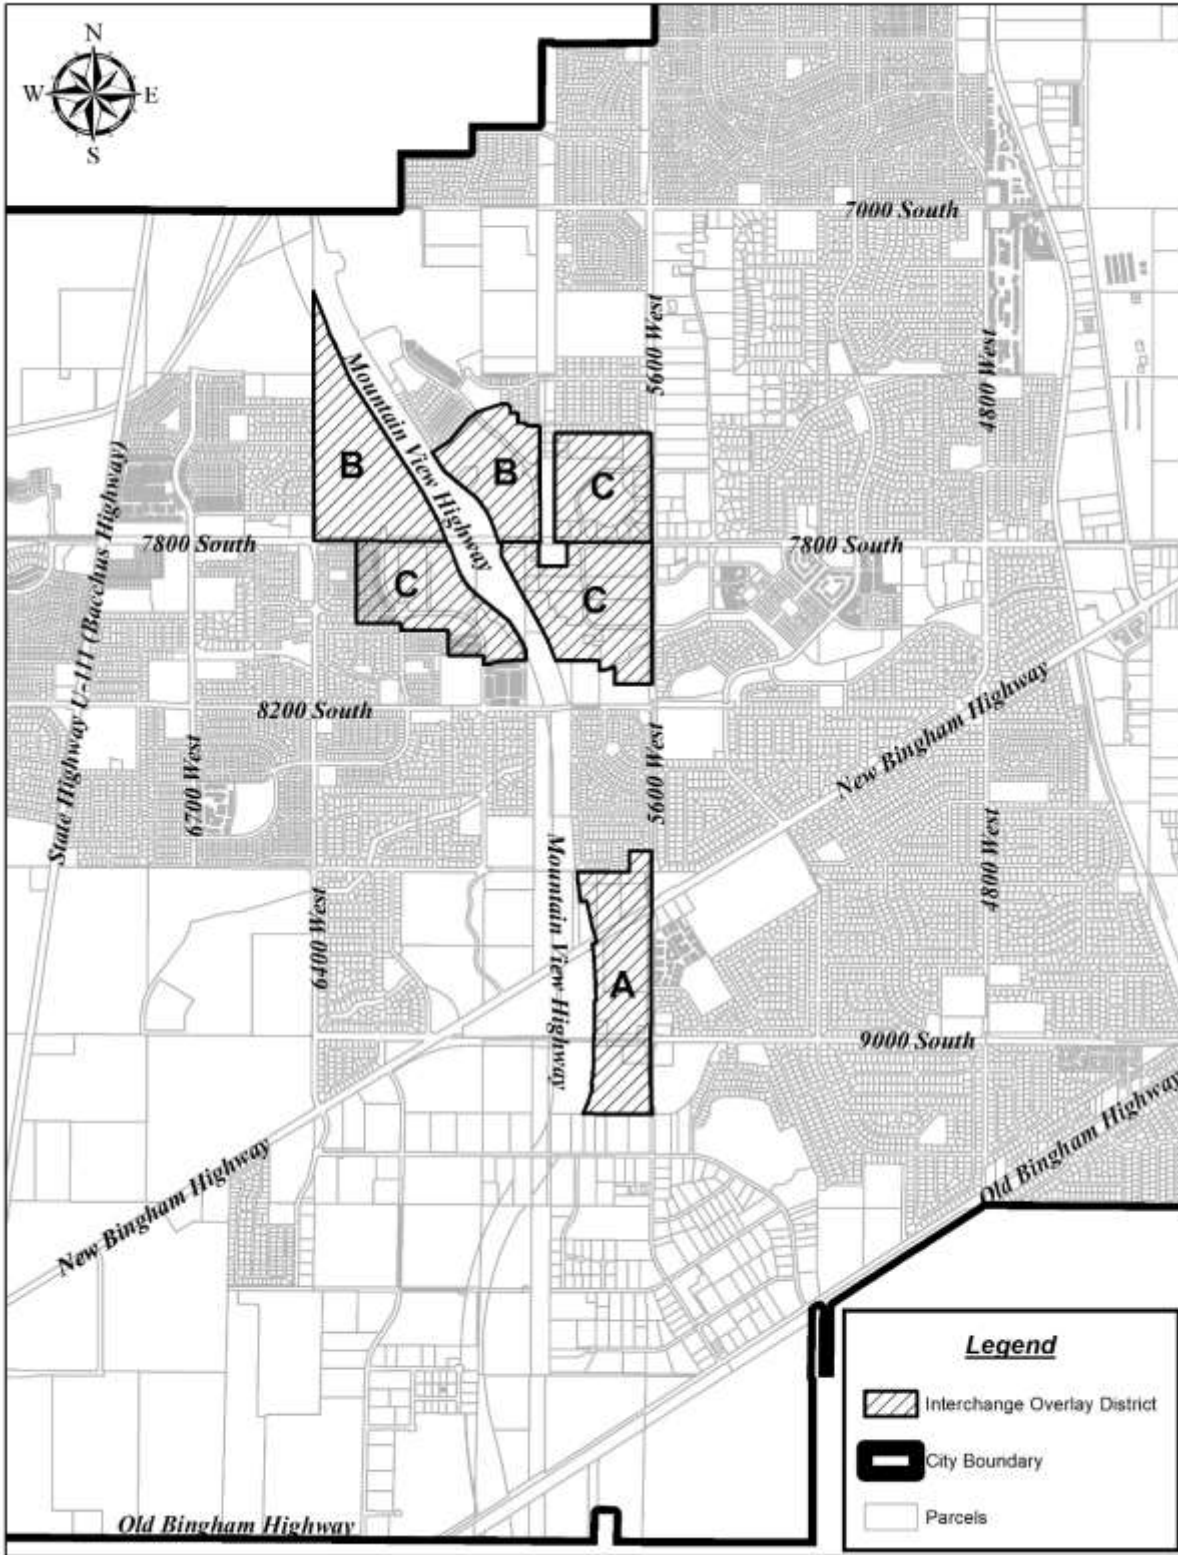 N
W E
S
7000 South
5600 West
4800 West
Mountain View Highway
B
B
C
State Highway U-111 (Bacchus Highway)
7800 South
7800 South
C
C
8200 South
6700 West
5600 West
New Bingham Highway
4800 West
Mountain View Highway
6400 West
A
9000 South
Old Bingham Highway
New Bingham Highway
Legend
Interchange Overlay District
City Boundary
Parcels
Old Bingham Highway